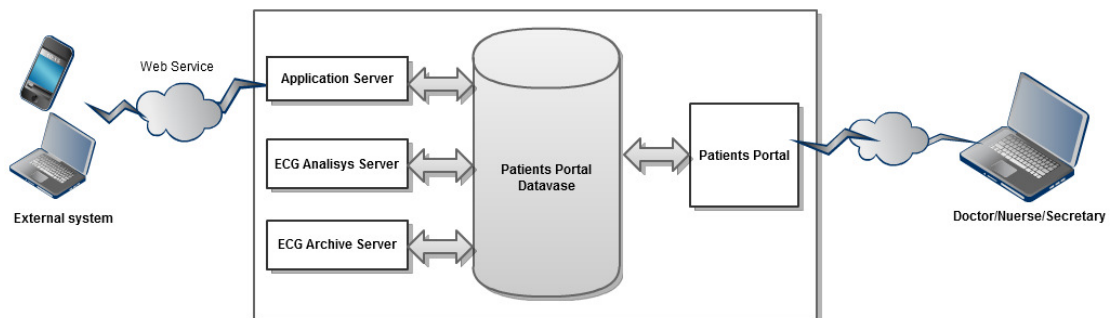 Web Service
External system
Application Server
ECG Analisys Server
ECG Archive Server
Patients Portal
Datavase
Patients Portal
Doctor/Nuerse/Secretary